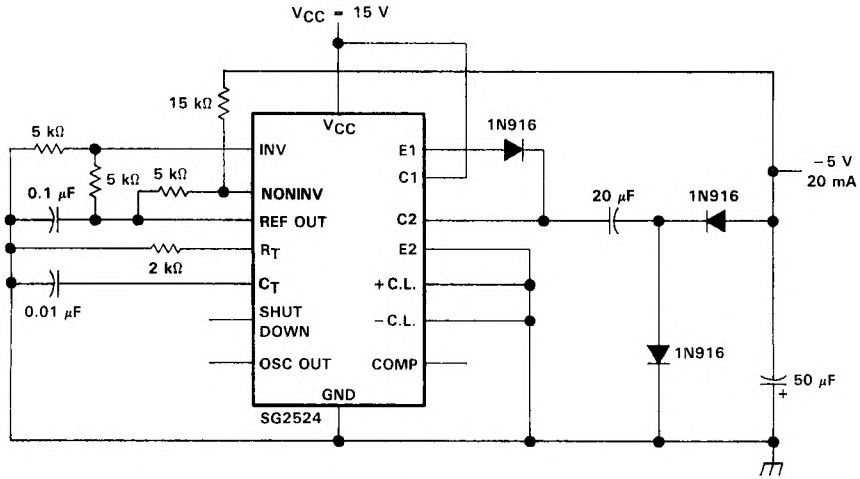 VCC = 15 V
15 kΩ
5 kΩ
5 kΩ
5 kΩ
0.1 μF
2 kΩ
0.01 μF
VCC
INV
NONINV
REF OUT
RT
CT
SHUT
DOWN
OSC OUT
E1
C1
C2
E2
+C.L.
−C.L.
COMP
GND
SG2524
1N916
20 μF
1N916
−5 V
20 mA
1N916
50 μF
+